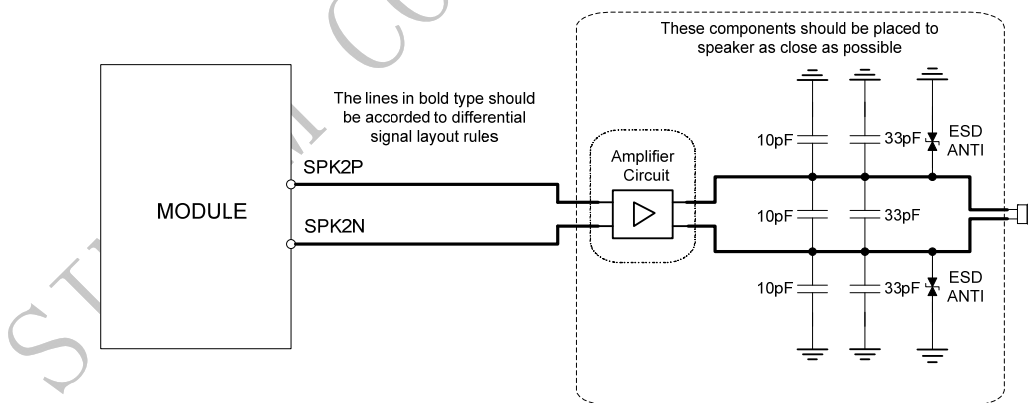 These components should be placed to
speaker as close as possible
The lines in bold type should
be accorded to differential
signal layout rules
10pF
33pF
ESD
ANTI
Amplifier
Circuit
SPK2P
MODULE
10pF
33pF
SPK2N
10pF
33pF
ESD
ANTI